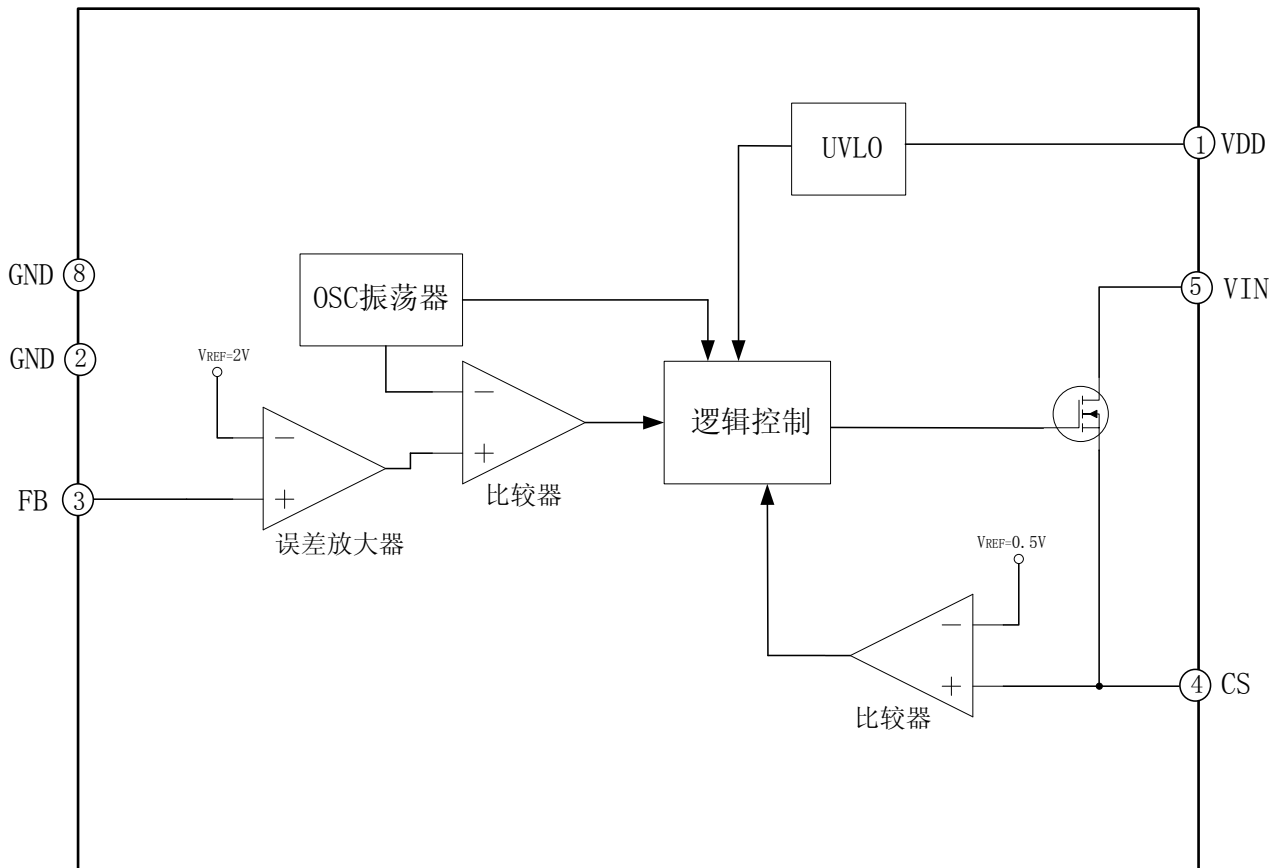 UVLO
1 VDD
GND 8
OSC振荡器
5 VIN
GND 2
VREF=2V
−
−
逻辑控制
+
FB 3
+
比较器
误差放大器
VREF=0.5V
−
+
4 CS
比较器